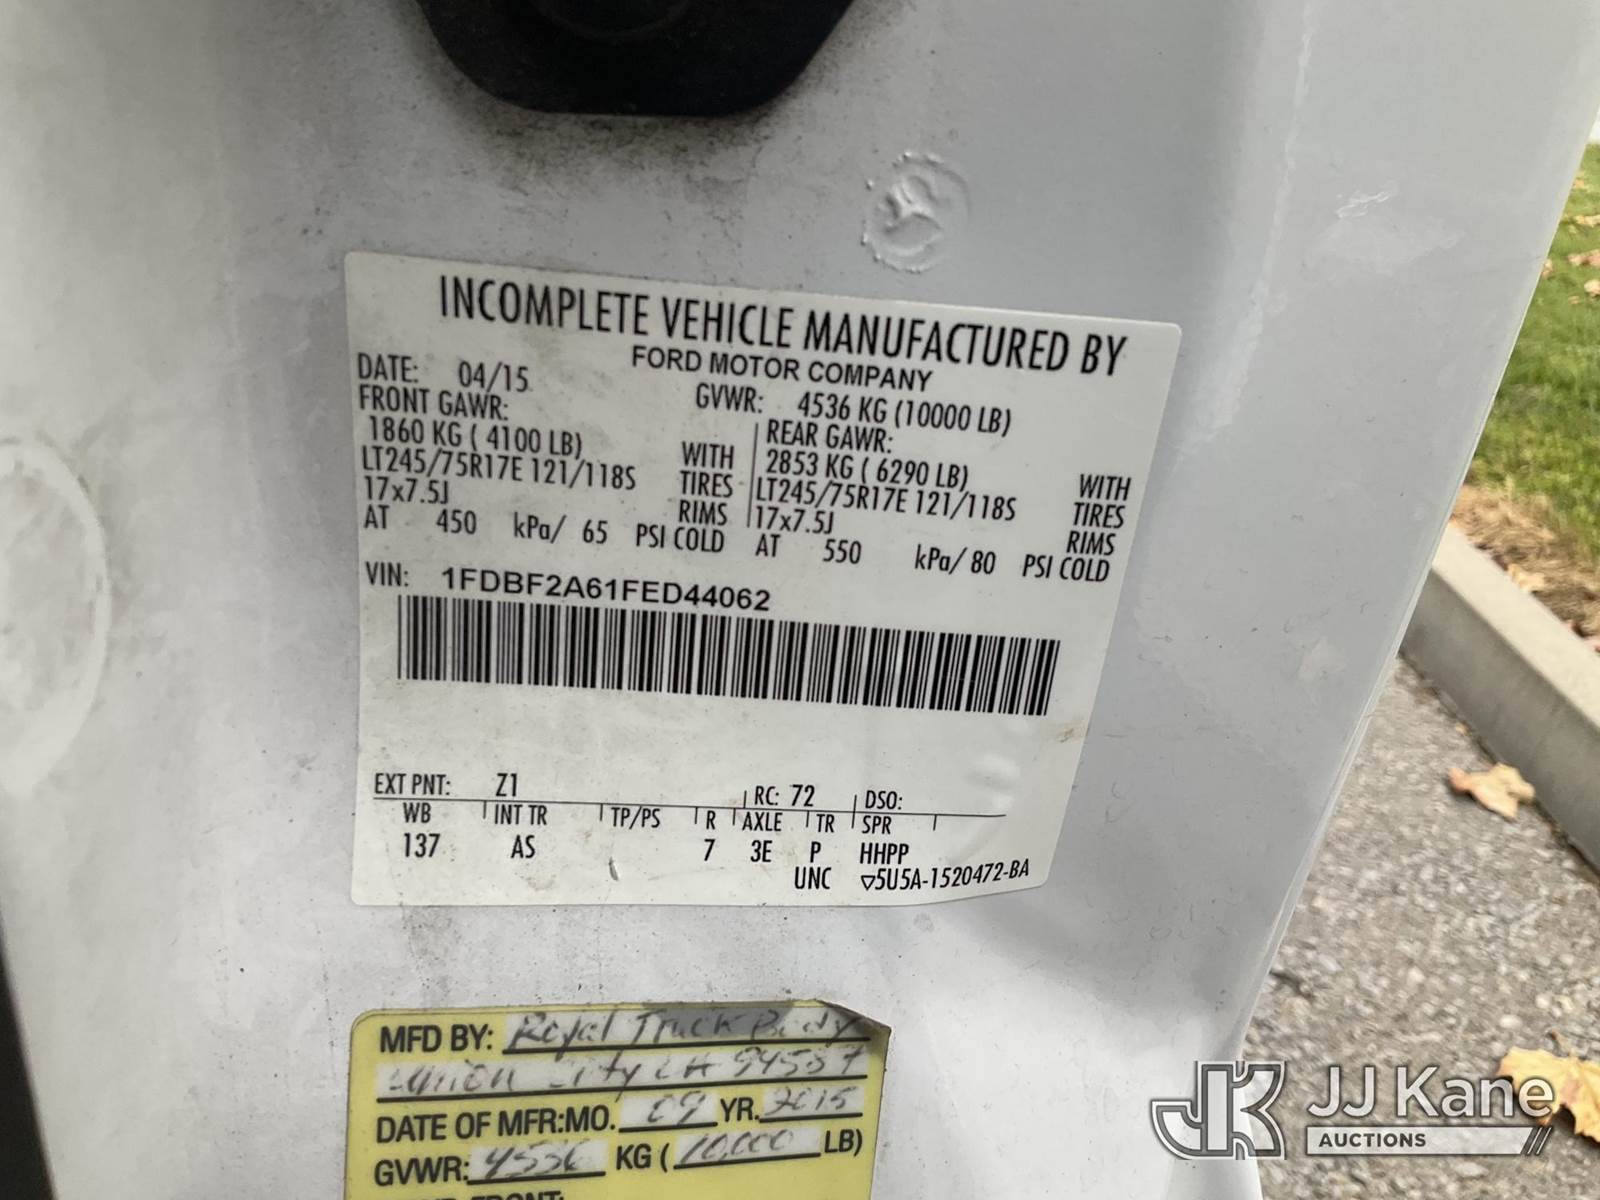 INCOMPLETE VEHICLE MANUFACTURED BY
FORD MOTOR COMPANY
DATE: 04/15 GVWR: 4536 KG (10000 LB)
FRONT GAWR: REAR GAWR:
1860 KG ( 4100 LB) WITH 2853 KG ( 6290 LB) WITH
LT245/75R17E 121/118S TIRES LT245/75R17E 121/118S TIRES
17x7.5J RIMS 17x7.5J RIMS
AT 450 kPa/ 65 PSI COLD AT 550 kPa/ 80 PSI COLD
VIN: 1FDBF2A61FED44062
EXT PNT: Z1 RC: 72 DSO:
WB INT TR TP/PS R AXLE TR SPR
137 AS 7 3E P HHPP
UNC ▽5U5A-1520472-BA
MFD BY: Royal Truck Body
Union City CA 94587
DATE OF MFR:MO. 09 YR. 2015
GVWR: 4536 KG ( 10,000 LB)
JK JJ Kane
AUCTIONS